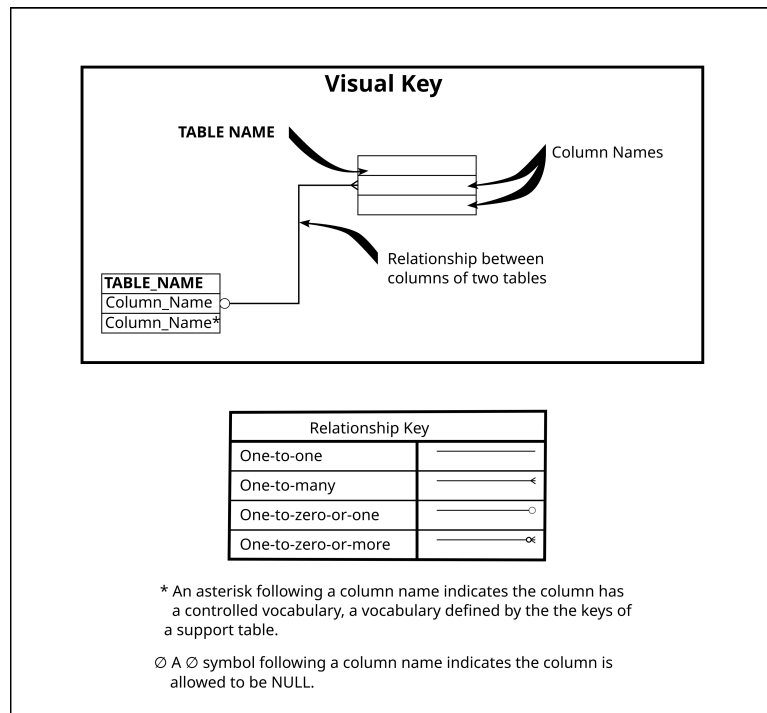 Visual Key
TABLE NAME
Column Names
Relationship between
columns of two tables
TABLE_NAME
Column_Name
Column_Name*
Relationship Key
One-to-one
One-to-many
One-to-zero-or-one
One-to-zero-or-more
* An asterisk following a column name indicates the column has
a controlled vocabulary, a vocabulary defined by the the keys of
a support table.
∅ A ∅ symbol following a column name indicates the column is
allowed to be NULL.